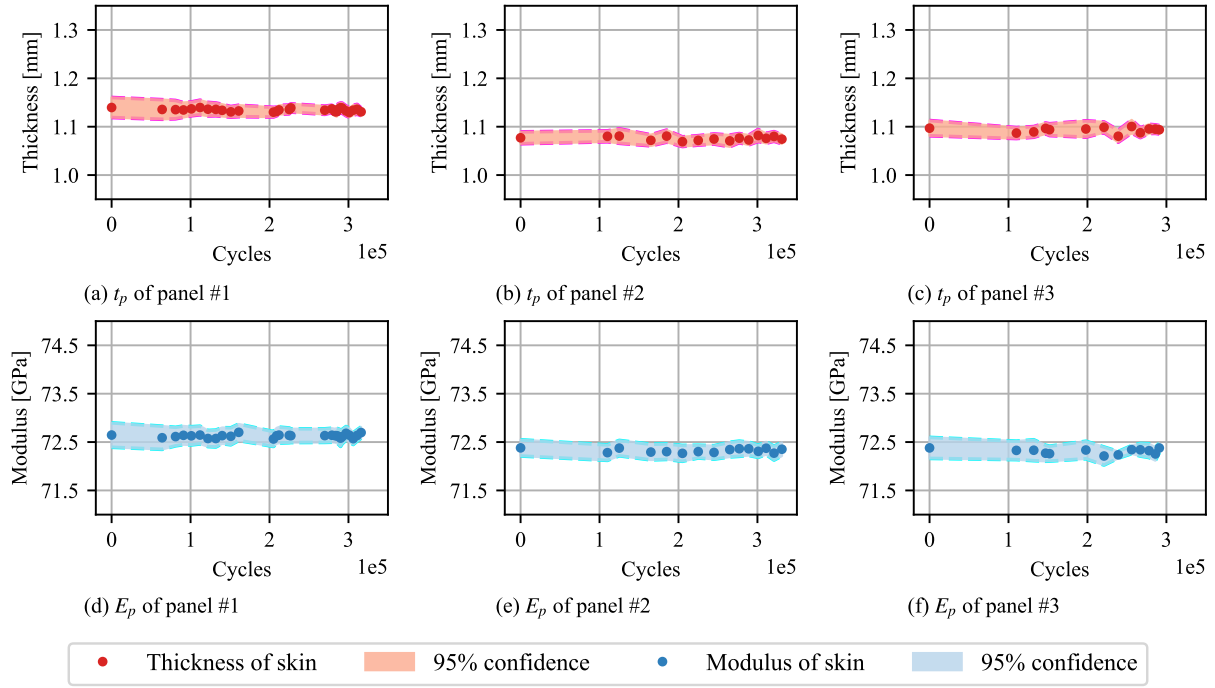 1.3
1.2
1.1
1.0
Thickness [mm]
0 1 2 3
1e5
Cycles
(a) t_p of panel #1
1.3
1.2
1.1
1.0
Thickness [mm]
0 1 2 3
1e5
Cycles
(b) t_p of panel #2
1.3
1.2
1.1
1.0
Thickness [mm]
0 1 2 3
1e5
Cycles
(c) t_p of panel #3
74.5
73.5
72.5
71.5
Modulus [GPa]
0 1 2 3
1e5
Cycles
(d) E_p of panel #1
74.5
73.5
72.5
71.5
Modulus [GPa]
0 1 2 3
1e5
Cycles
(e) E_p of panel #2
74.5
73.5
72.5
71.5
Modulus [GPa]
0 1 2 3
1e5
Cycles
(f) E_p of panel #3
Thickness of skin 95% confidence Modulus of skin 95% confidence